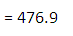 = 476.9